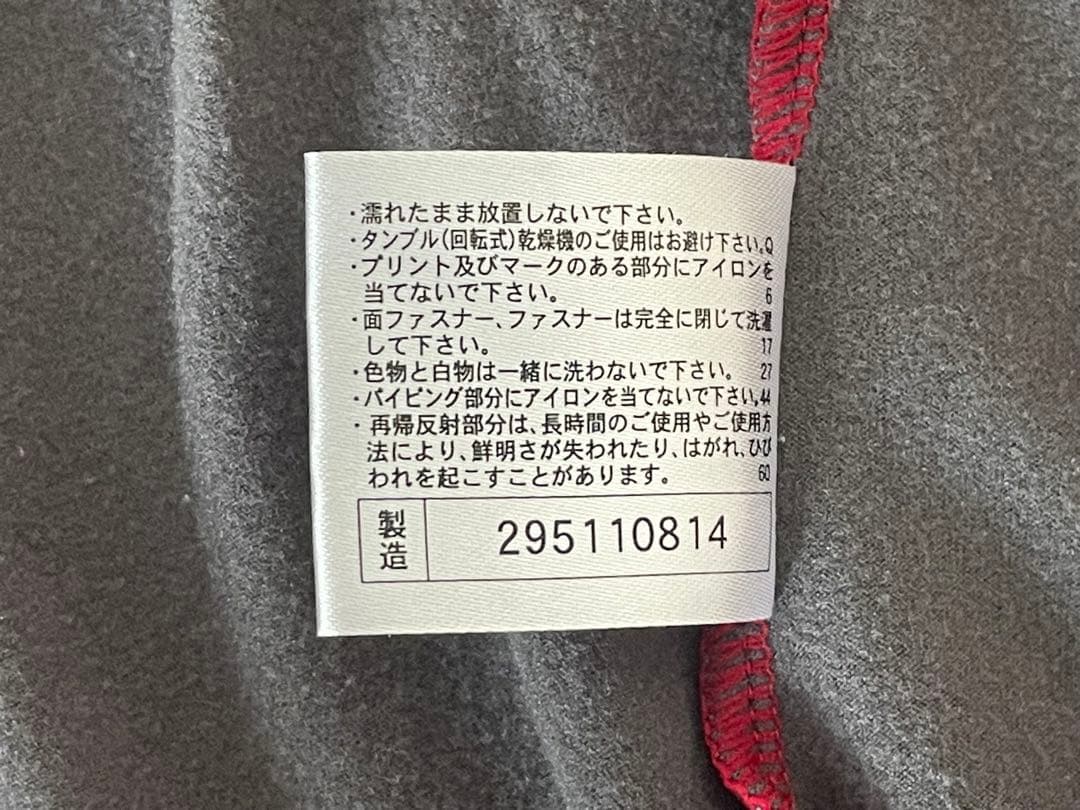 ・濡れたまま放置しないで下さい。
・タンブル(回転式)乾燥機のご使用はお避け下さい。Q
・プリント及びマークのある部分にアイロンを
当てないで下さい。 6
・面ファスナー、ファスナーは完全に閉じて洗濯
して下さい。 17
・色物と白物は一緒に洗わないで下さい。 27
・パイピング部分にアイロンを当てないで下さい。44
・再帰反射部分は、長時間のご使用やご使用方
法により、鮮明さが失われたり、はがれ、ひび
われを起こすことがあります。 60
製造 295110814